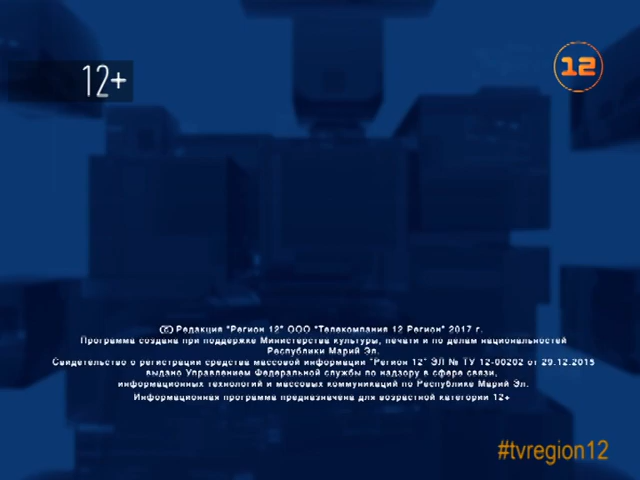 12+
12
© Редакция "Регион 12" ООО "Телекомпания 12 Регион" 2017 г.
Программа создана при поддержке Министерства культуры, печати и по делам национальностей
Республики Марий Эл.
Свидетельство о регистрации средства массовой информации "Регион 12" ЭЛ № ТУ 12-00202 от 29.12.2015
выдано Управлением Федеральной службы по надзору в сфере связи,
информационных технологий и массовых коммуникаций по Республике Марий Эл.
Информационная программа предназначена для возрастной категории 12+
#tvregion12